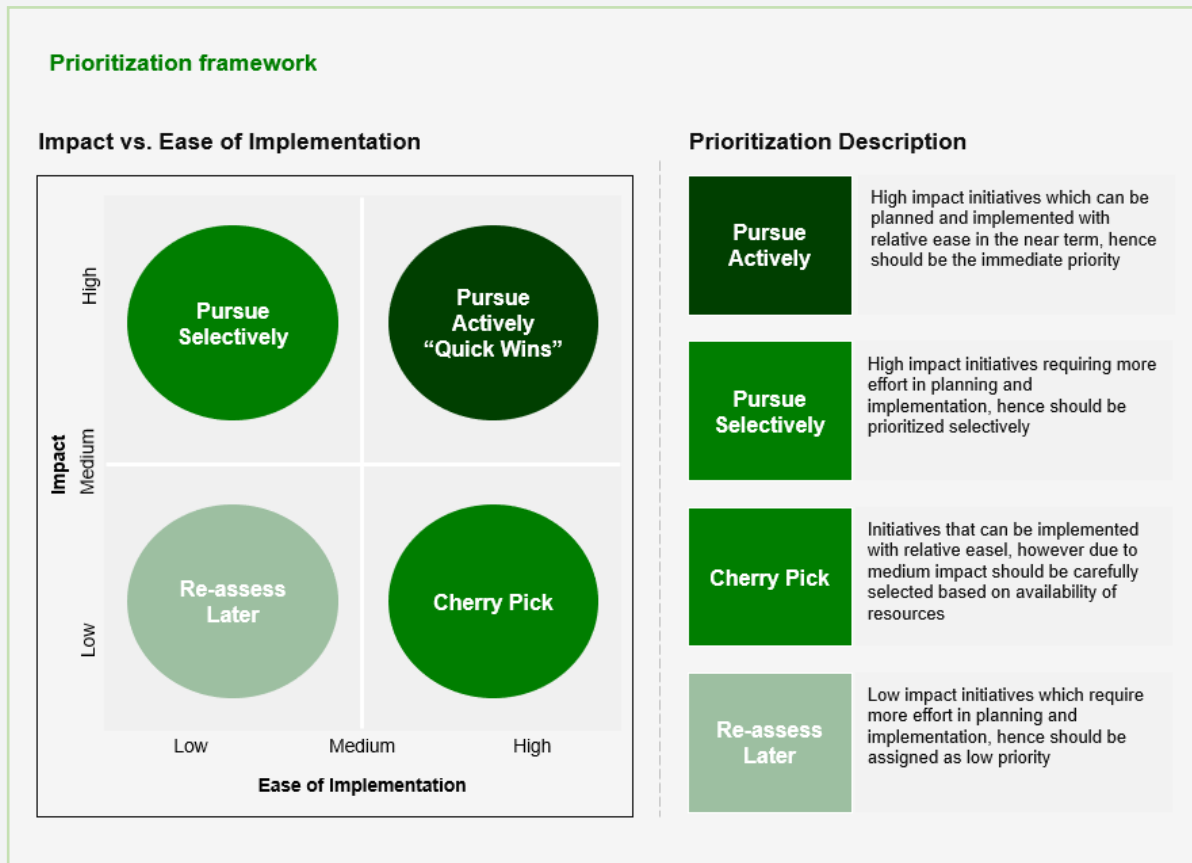 Prioritization framework
Impact vs. Ease of Implementation
High
Medium
Low
Impact
Pursue
Selectively
Pursue
Actively
“Quick Wins”
Re-assess
Later
Cherry Pick
Low
Medium
High
Ease of Implementation
Prioritization Description
Pursue
Actively
High impact initiatives which can be
planned and implemented with
relative ease in the near term, hence
should be the immediate priority
Pursue
Selectively
High impact initiatives requiring more
effort in planning and
implementation, hence should be
prioritized selectively
Cherry Pick
Initiatives that can be implemented
with relative easel, however due to
medium impact should be carefully
selected based on availability of
resources
Re-assess
Later
Low impact initiatives which require
more effort in planning and
implementation, hence should be
assigned as low priority